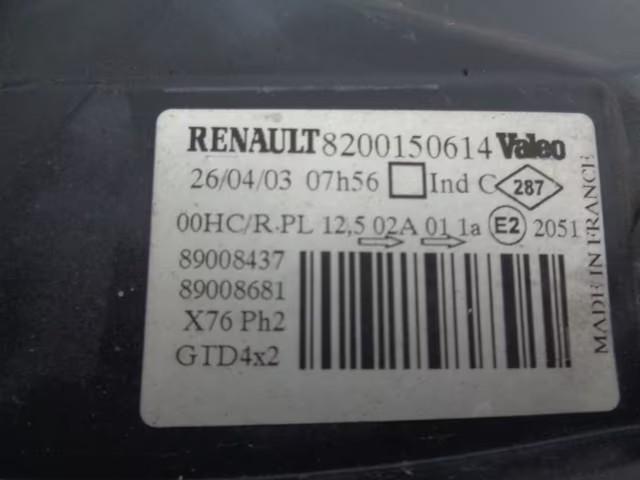 RENAULT 8200150614 Valeo
26/04/03 07h56 Ind C 287
00HC/R.PL 12,5 02A 01 1a E2 2051
89008437
89008681
X76 Ph2
GTD4x2
MADE IN FRANCE